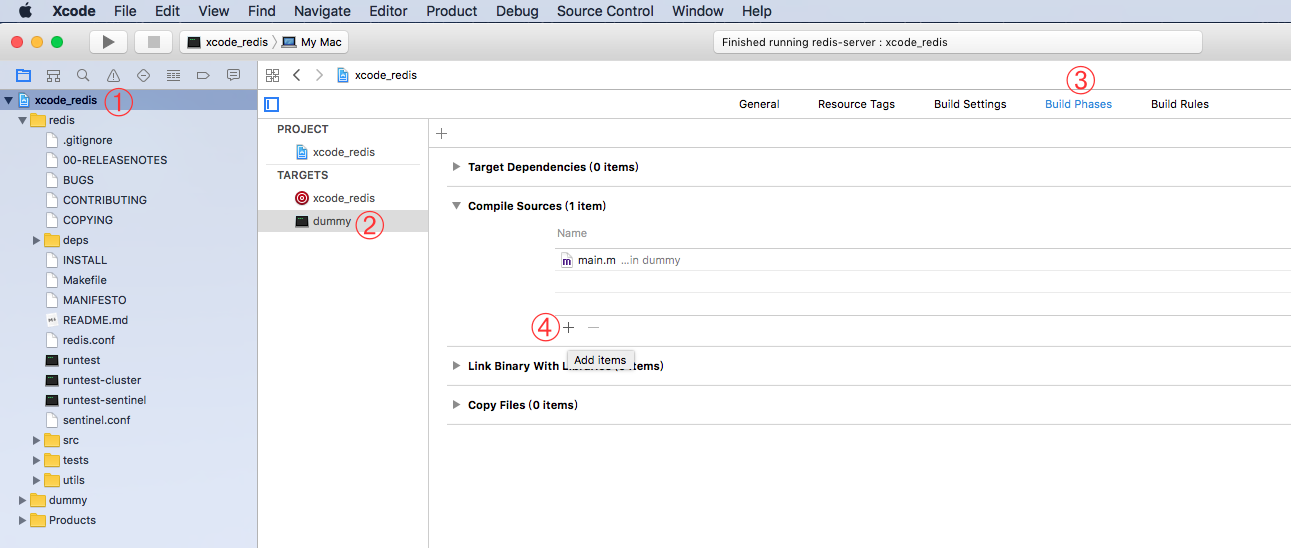 Xcode File Edit View Find Navigate Editor Product Debug Source Control Window Help
xcode_redis My Mac Finished running redis-server : xcode_redis
xcode_redis
xcode_redis ①
redis
.gitignore
00-RELEASENOTES
BUGS
CONTRIBUTING
COPYING
deps
INSTALL
Makefile
MANIFESTO
README.md
redis.conf
runtest
runtest-cluster
runtest-sentinel
sentinel.conf
src
tests
utils
dummy
Products
③
General Resource Tags Build Settings Build Phases Build Rules
PROJECT
xcode_redis
TARGETS
xcode_redis
dummy ②
Target Dependencies (0 items)
Compile Sources (1 item)
Name
m main.m ...in dummy
④ + −
Add items
Link Binary With items)
Copy Files (0 items)